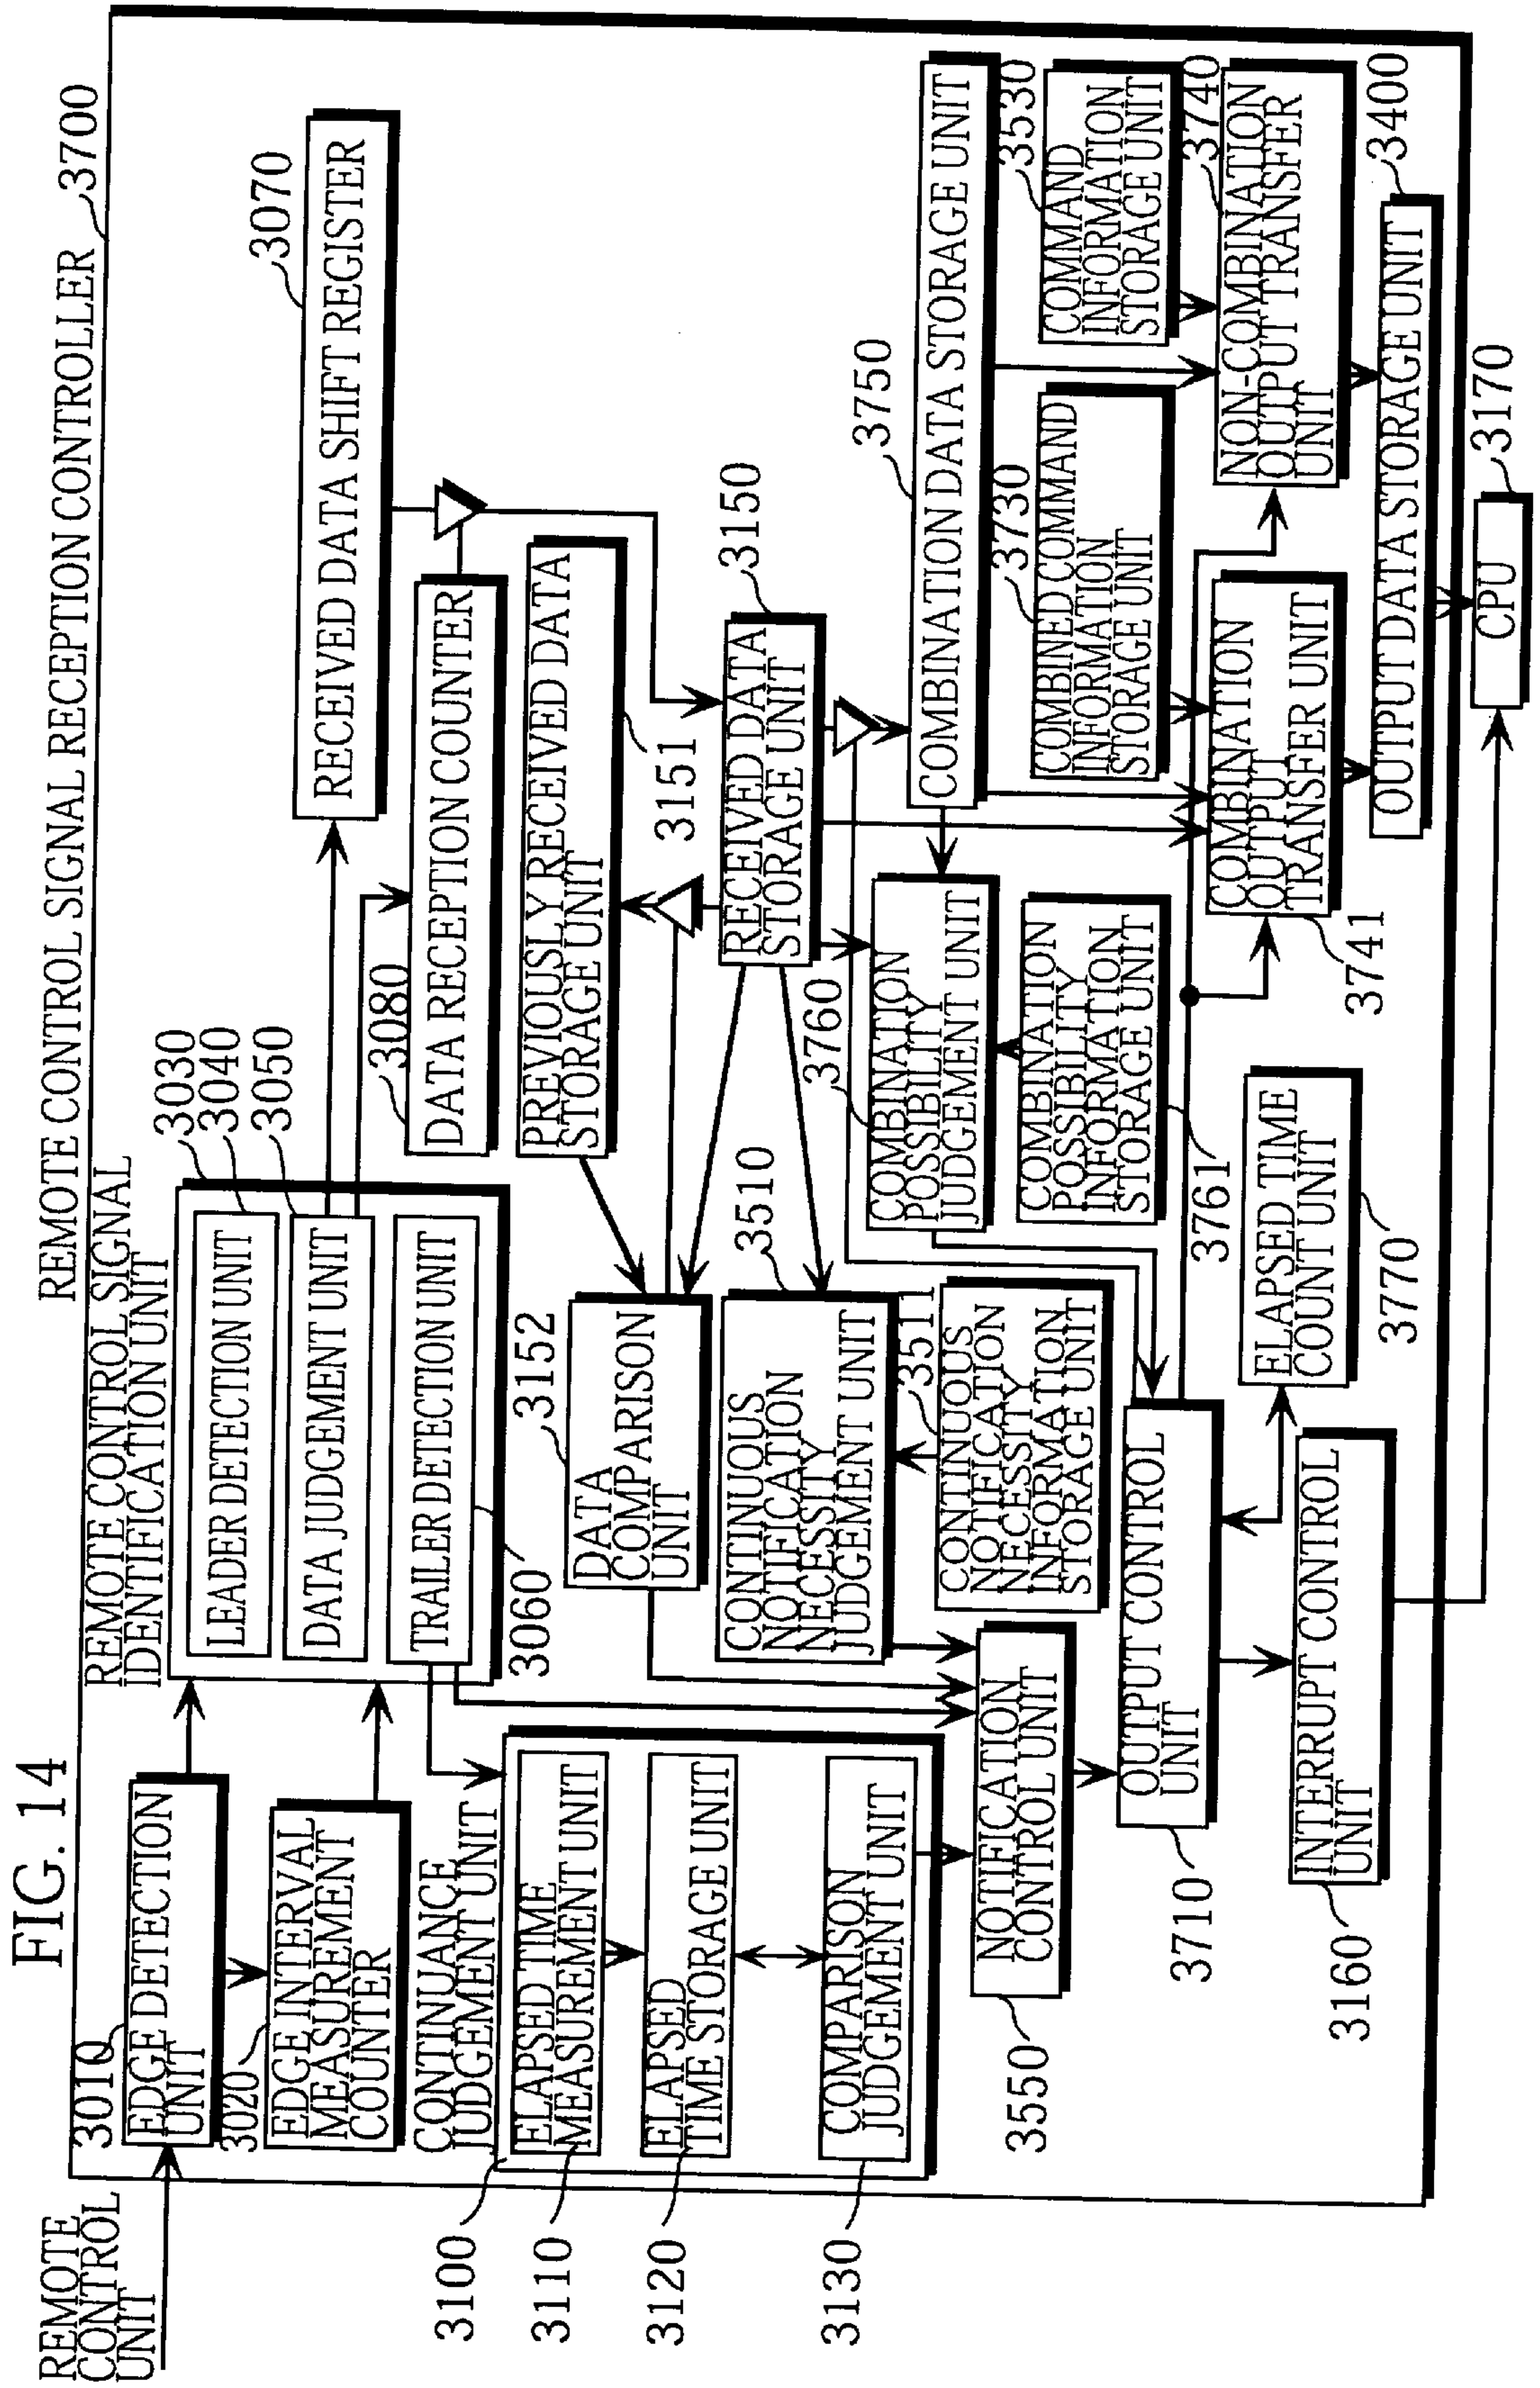 FIG. 14
REMOTE
CONTROL
UNIT
REMOTE CONTROL SIGNAL RECEPTION CONTROLLER
3700
3010
EDGE DETECTION
UNIT
3020
EDGE INTERVAL
MEASUREMENT
COUNTER
REMOTE CONTROL SIGNAL
IDENTIFICATION UNIT
3030
3040
3050
LEADER DETECTION UNIT
DATA JUDGEMENT UNIT
TRAILER DETECTION UNIT
3060
3070
RECEIVED DATA SHIFT REGISTER
3080
DATA RECEPTION COUNTER
PREVIOUSLY RECEIVED DATA
STORAGE UNIT
3151
3150
RECEIVED DATA
STORAGE UNIT
3152
DATA
COMPARISON
UNIT
CONTINUANCE
JUDGEMENT UNIT
3100
ELAPSED TIME
MEASUREMENT UNIT
3110
ELAPSED
TIME STORAGE UNIT
3120
COMPARISON
JUDGEMENT UNIT
3130
3510
CONTINUOUS
NOTIFICATION
NECESSITY
JUDGEMENT UNIT
3511
CONTINUOUS
NOTIFICATION
NECESSITY
INFORMATION
STORAGE UNIT
3760
COMBINATION
POSSIBILITY
JUDGEMENT UNIT
COMBINATION
POSSIBILITY
INFORMATION
STORAGE UNIT
3761
3750
COMBINATION DATA STORAGE UNIT
3730
COMBINED COMMAND
INFORMATION
STORAGE UNIT
3530
COMMAND
INFORMATION
STORAGE UNIT
NOTIFICATION
CONTROL UNIT
3550
OUTPUT CONTROL
UNIT
3710
ELAPSED TIME
COUNT UNIT
3770
COMBINATION
OUTPUT
TRANSFER UNIT
3741
3740
NON-COMBINATION
OUTPUT TRANSFER
UNIT
INTERRUPT CONTROL
UNIT
3160
OUTPUT DATA STORAGE UNIT
3400
CPU
3170